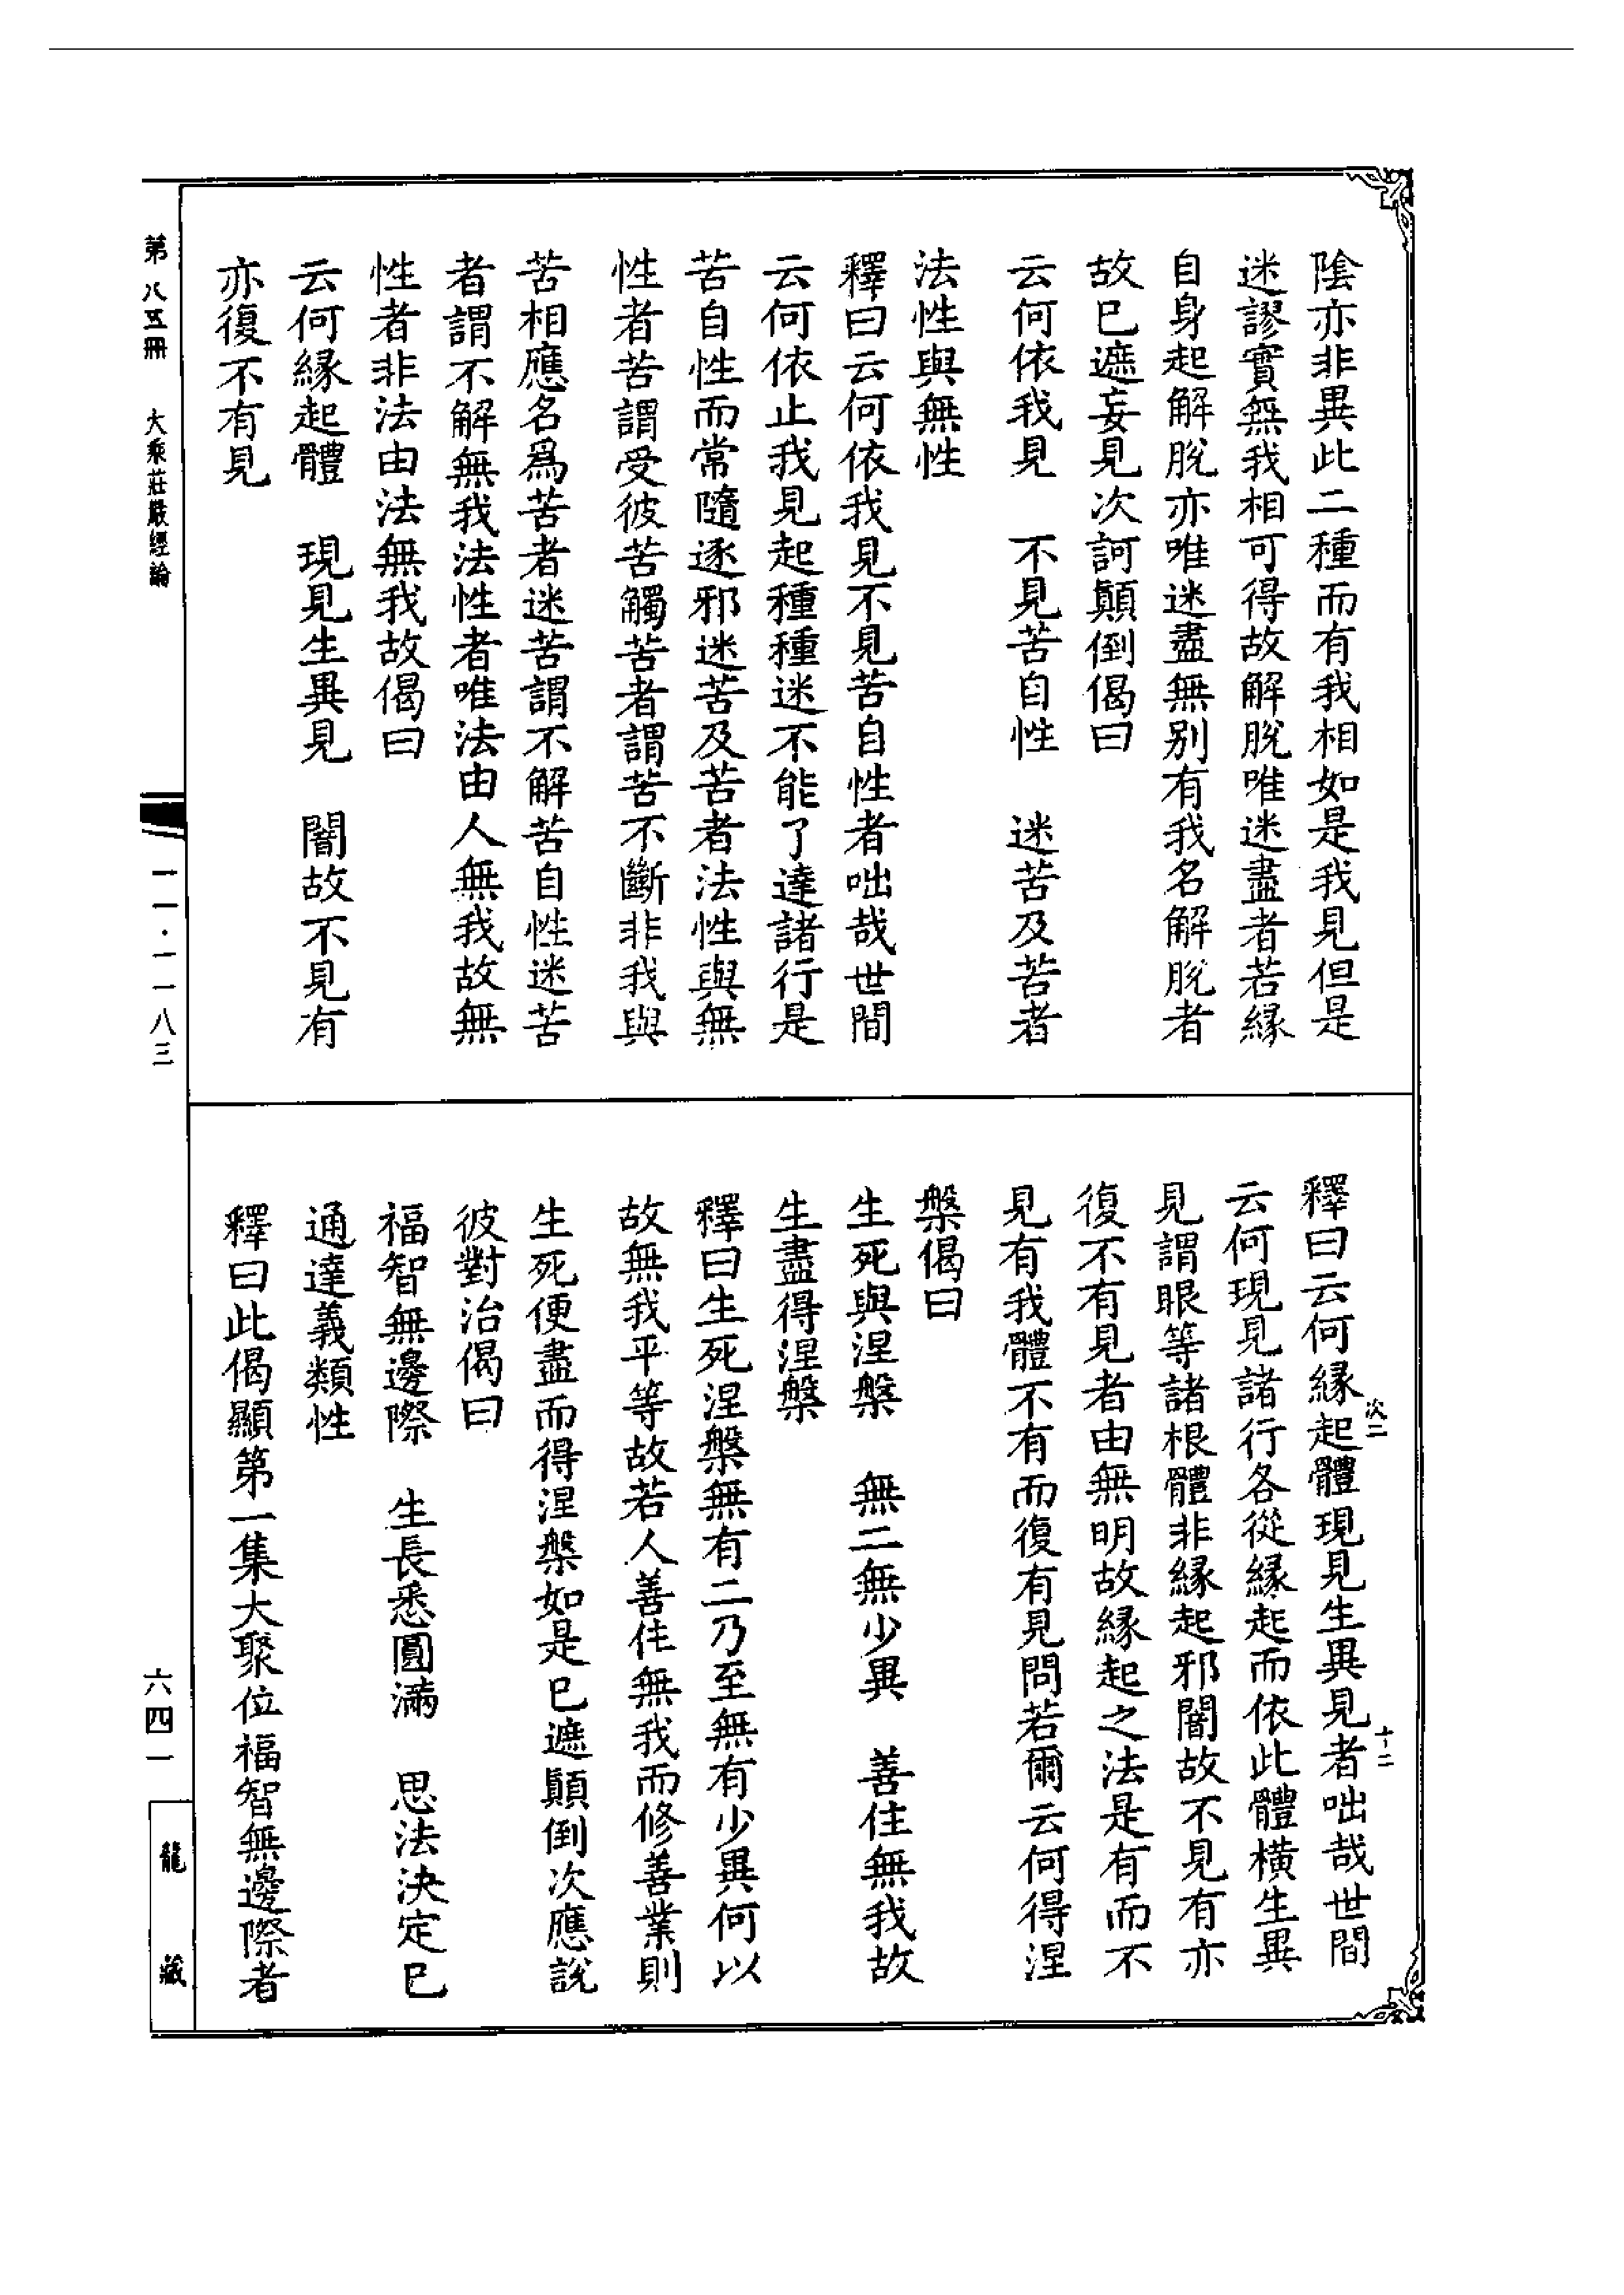 陰亦非異此二種而有我相如是我見但是
迷謬實無我相可得故解脫唯迷盡者若緣
自身起解脫亦唯迷盡無別有我名解脫者
故已遮妄見次訶顛倒偈曰
云何依我見　不見苦自性　迷苦及苦者
法性與無性
釋曰云何依我見不見苦自性者咄哉世間
云何依止我見起種種迷不能了達諸行是
苦自性而常隨逐邪迷苦及苦者法性與無
性者苦謂受彼苦觸苦者謂苦不斷非我與
苦相應名爲苦者迷苦謂不解苦自性迷苦
者謂不解無我法性者唯法由人無我故無
性者非法由法無我故偈曰
云何緣起體　現見生異見　闇故不見有
亦復不有見
釋曰云何緣起體現見生異見者咄哉世間
云何現見諸行各從緣起而依此體橫生異
見謂眼等諸根體非緣起邪闇故不見有亦
復不有見者由無明故緣起之法是有而不
見有我體不有而復有見問若爾云何得涅
槃偈曰
生死與涅槃　無二無少異　善住無我故
生盡得涅槃
釋曰生死涅槃無有二乃至無有少異何以
故無我平等故若人善住無我而修善業則
生死便盡而得涅槃如是已遮顛倒次應說
彼對治偈曰
福智無邊際　生長悉圓滿　思法決定已
通達義類性
釋曰此偈顯第一集大聚位福智無邊際者
次二
十二
第八五冊　大乘莊嚴經論
一一·一一八三
六四一
龍藏